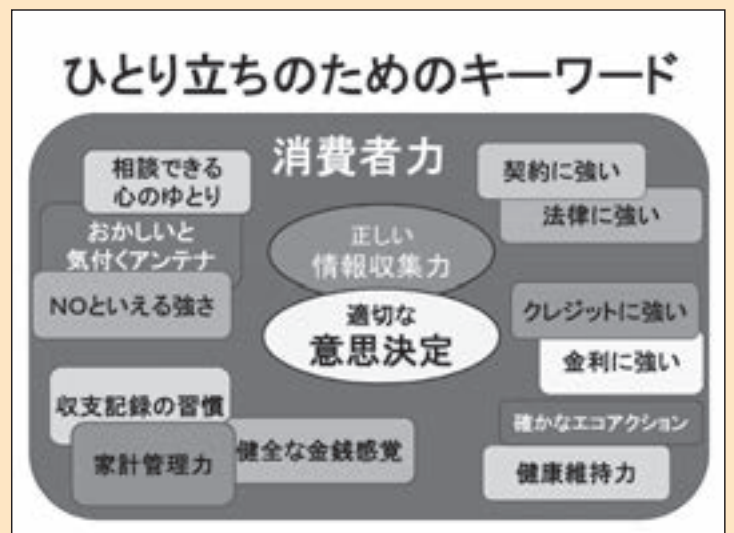 ひとり立ちのためのキーワード
消費者力
相談できる
心のゆとり
おかしいと
気付くアンテナ
NOといえる強さ
正しい
情報収集力
適切な
意思決定
契約に強い
法律に強い
クレジットに強い
金利に強い
確かなエコアクション
健康維持力
収支記録の習慣
家計管理力
健全な金銭感覚